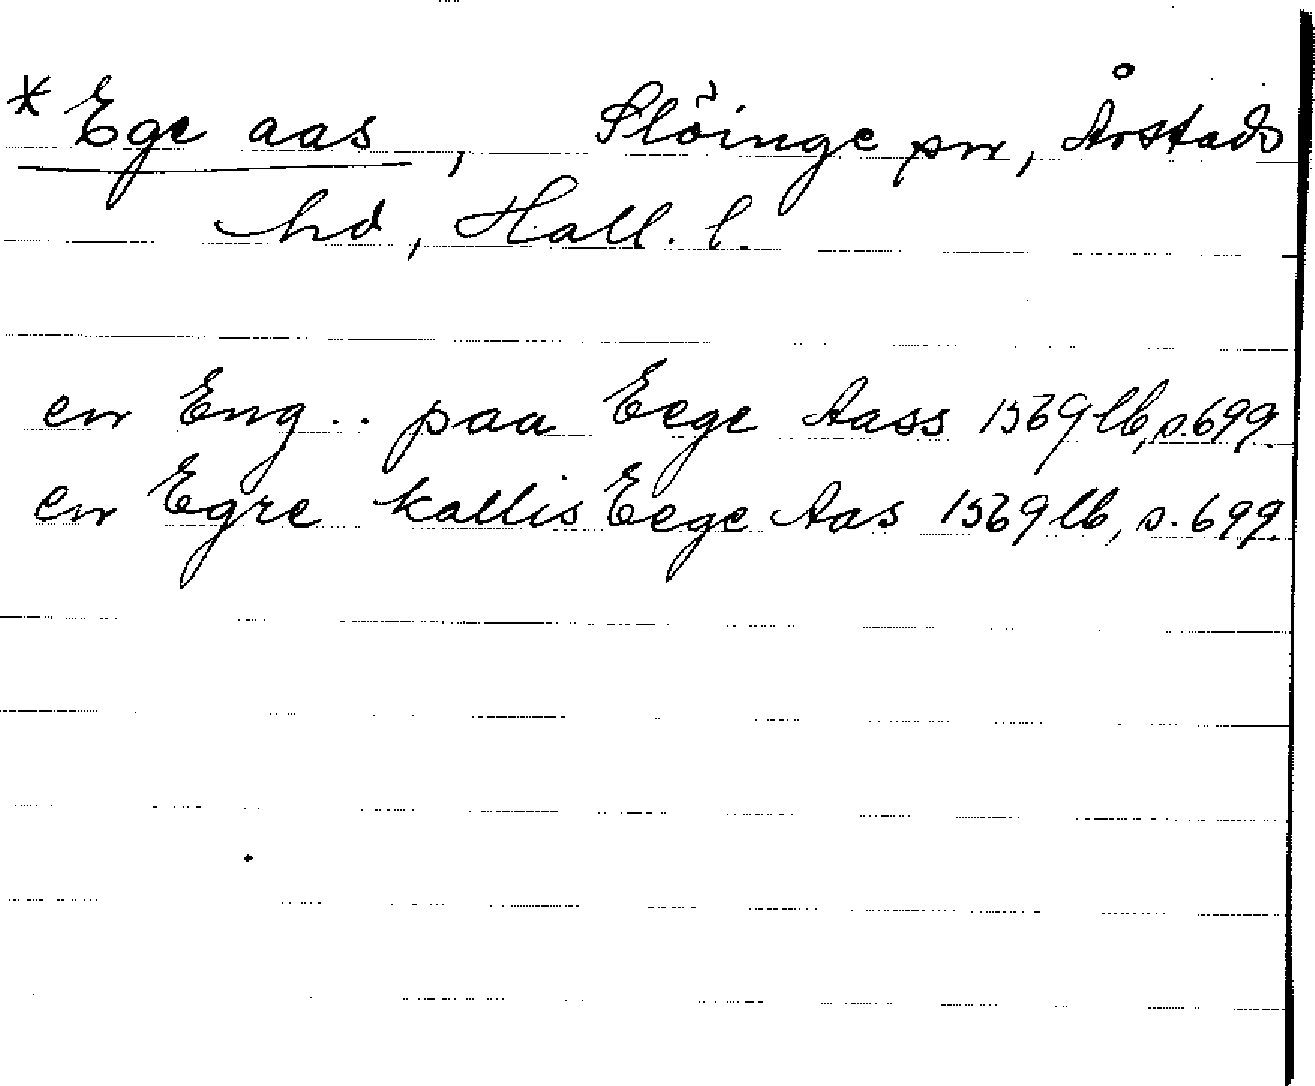 * Ege aas, Slöinge sn, Årstads
hd, Hall. l.
en Eng.. paa Eege Aass 1569 lb, s. 699.
en Egre kallis Eege Aas 1569 lb, s. 699.